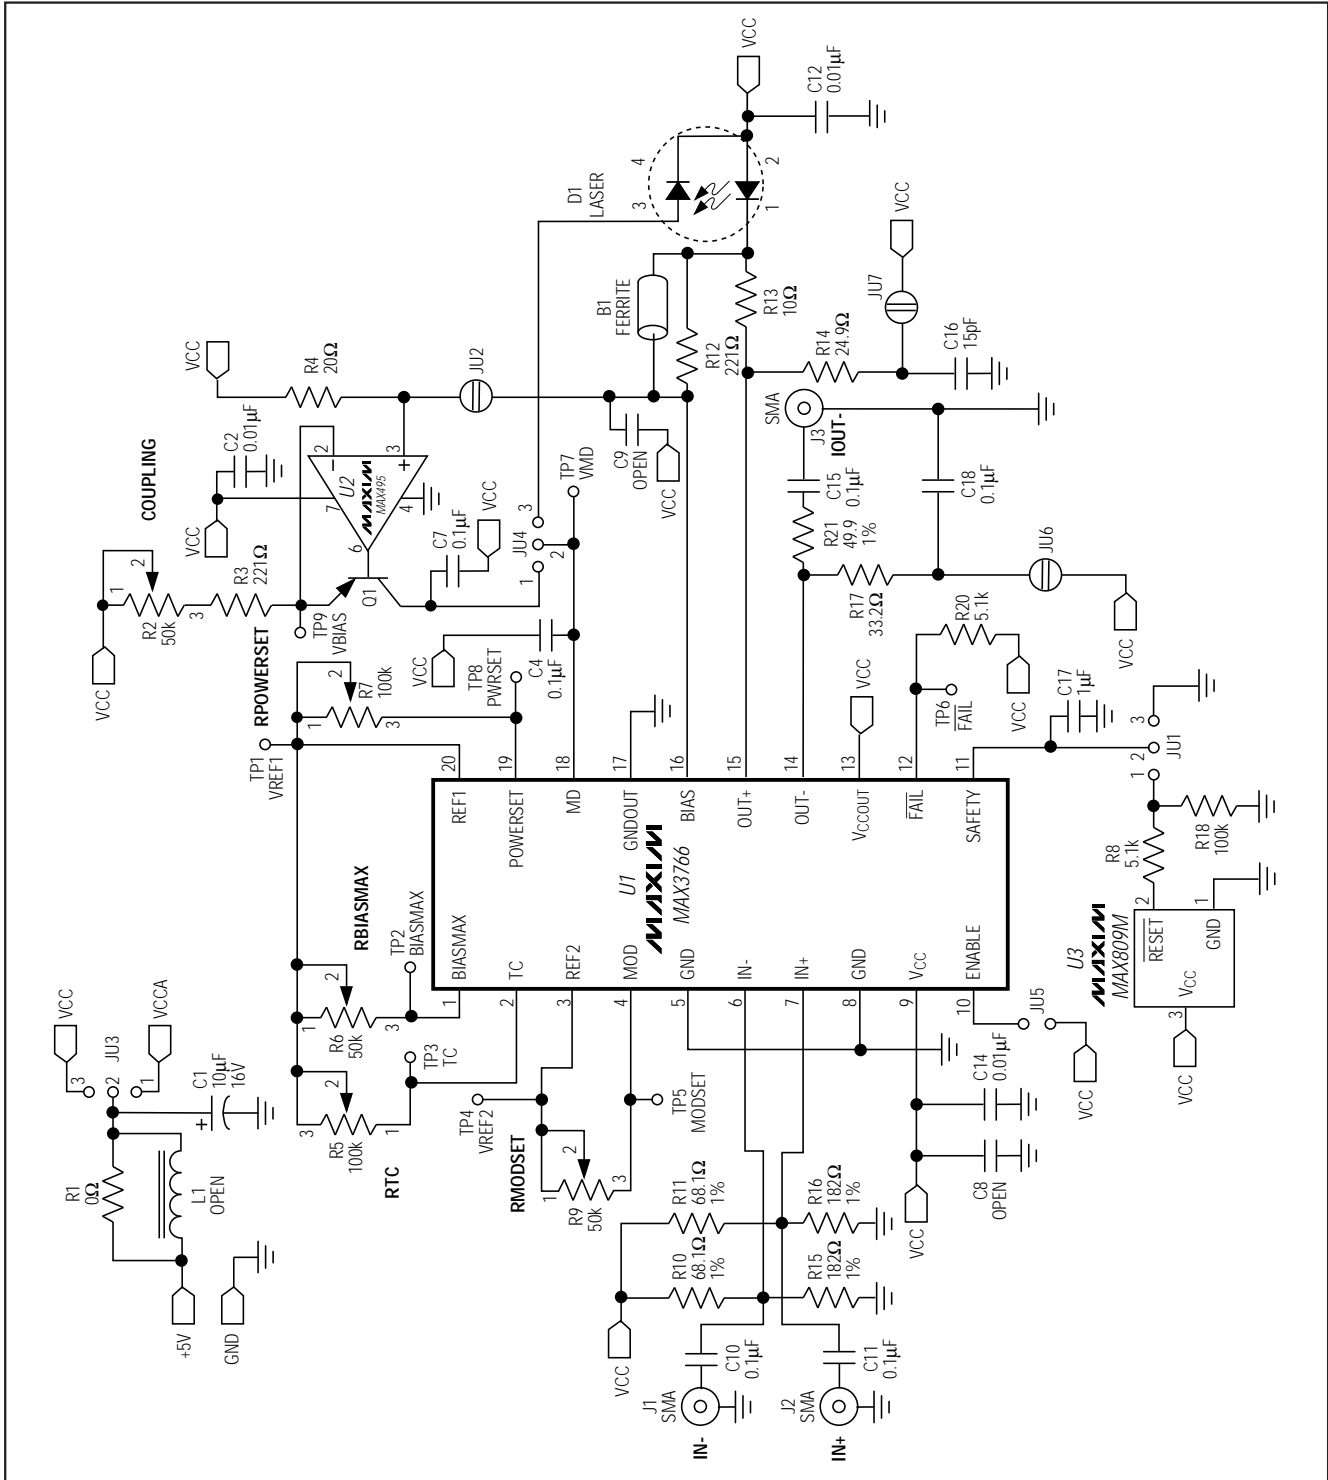 +5V
GND
R1
0Ω
L1
OPEN
C1
10µF
16V
VCC
JU3
3
2
1
VCCA
R5
100k
3
2
1
RTC
R6
50k
1
2
3
RBIASMAX
TP2
BIASMAX
TP3
TC
TP1
VREF1
RPOWERSET
R7
100k
1
2
3
TP8
PWRSET
COUPLING
VCC
R2
50k
1
2
3
R3
221Ω
TP9
VBIAS
Q1
VCC
C2
0.01µF
U2
MAXIM
MAX495
2
3
4
6
7
−
+
VCC
R4
20Ω
JU2
C7
0.1µF
VCC
JU4
1
2
3
VCC
C4
0.1µF
TP7
VMD
C9
OPEN
VCC
B1
FERRITE
R12
221Ω
D1
LASER
3
4
1
2
VCC
C12
0.01µF
R13
10Ω
R14
24.9Ω
JU7
VCC
C16
15pF
SMA
J3
IOUT-
C15
0.1µF
R21
49.9
1%
R17
33.2Ω
C18
0.1µF
JU6
VCC
VCC
R20
5.1k
VCC
TP6
FAIL
C17
1µF
JU1
1
2
3
R8
5.1k
R18
100k
U3
MAXIM
MAX809M
RESET
GND
VCC
2
1
3
VCC
U1
MAXIM
MAX3766
1
BIASMAX
2
TC
3
REF2
4
MOD
5
GND
6
IN-
7
IN+
8
GND
9
VCC
10
ENABLE
20
REF1
19
POWERSET
18
MD
17
GNDOUT
16
BIAS
15
OUT+
14
OUT-
13
VCCOUT
12
FAIL
11
SAFETY
JU5
VCC
TP4
VREF2
RMODSET
R9
50k
1
2
3
TP5
MODSET
VCC
R10
68.1Ω
1%
R11
68.1Ω
1%
R15
182Ω
1%
R16
182Ω
1%
VCC
C8
OPEN
C14
0.01µF
IN-
J1
SMA
C10
0.1µF
IN+
J2
SMA
C11
0.1µF